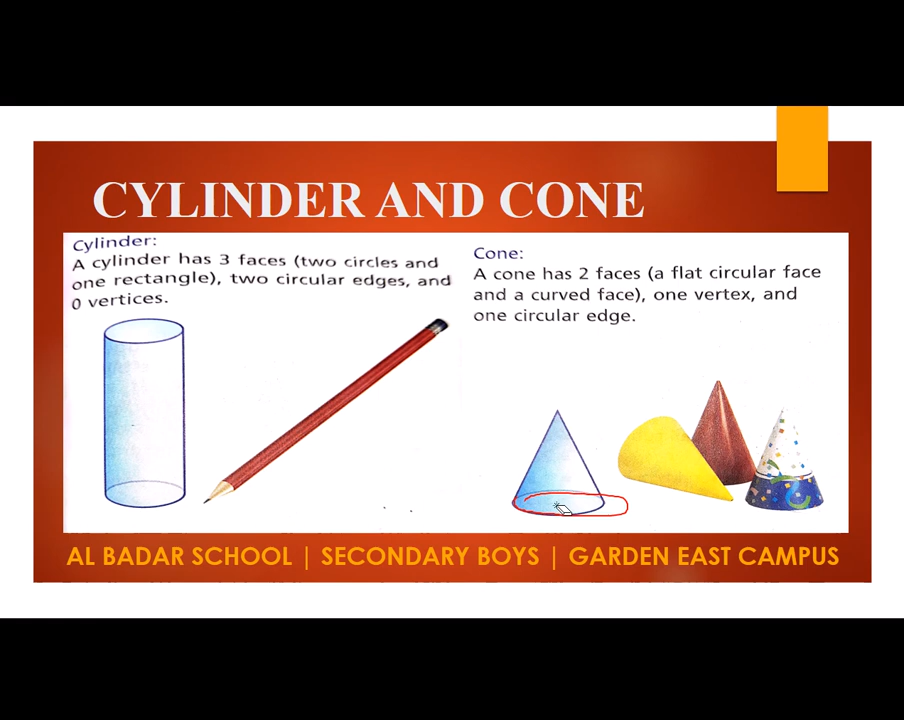 CYLINDER AND CONE
Cylinder:
A cylinder has 3 faces (two circles and
one rectangle), two circular edges, and
0 vertices.
Cone:
A cone has 2 faces (a flat circular face
and a curved face), one vertex, and
one circular edge.
AL BADAR SCHOOL | SECONDARY BOYS | GARDEN EAST CAMPUS